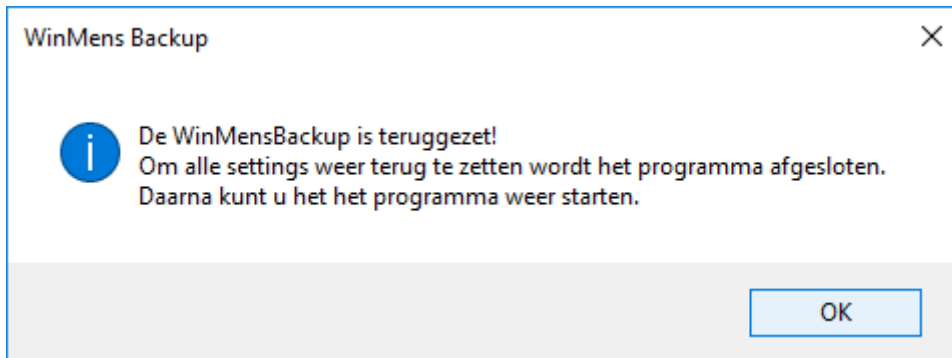 WinMens Backup
De WinMensBackup is teruggezet!
Om alle settings weer terug te zetten wordt het programma afgesloten.
Daarna kunt u het het programma weer starten.
OK